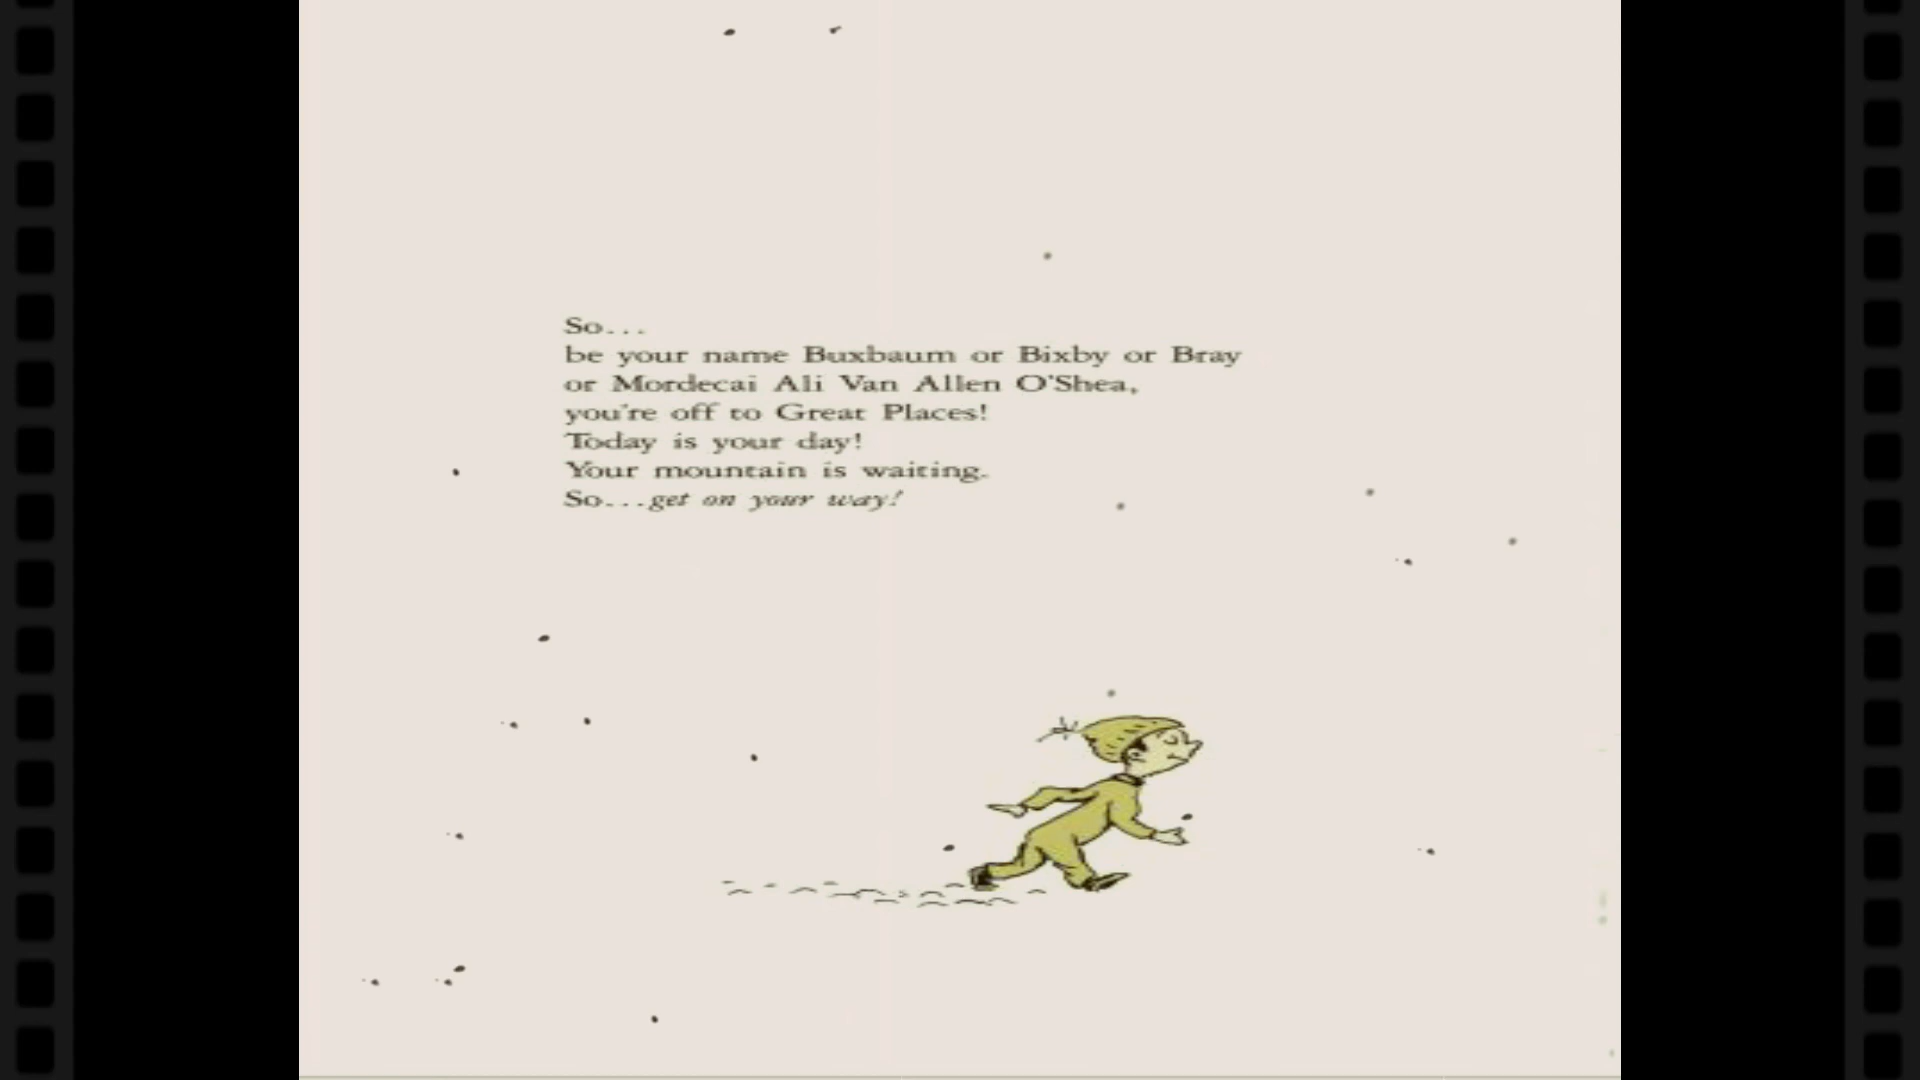 So...
be your name Buxbaum or Bixby or Bray
or Mordecai Ali Van Allen O'Shea,
you're off to Great Places!
Today is your day!
Your mountain is waiting.
So...get on your way!